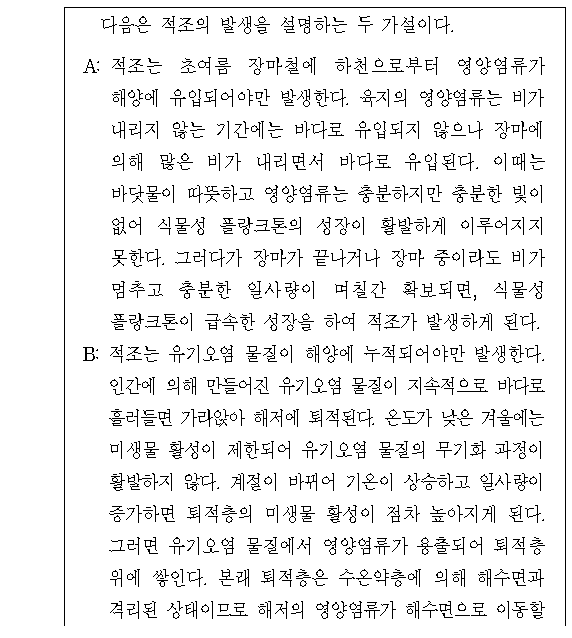 다음은 적조의 발생을 설명하는 두 가설이다.
A: 적조는 초여름 장마철에 하천으로부터 영양염류가
해양에 유입되어야만 발생한다. 육지의 영양염류는 비가
내리지 않는 기간에는 바다로 유입되지 않으나 장마에
의해 많은 비가 내리면서 바다로 유입된다. 이때는
바닷물이 따뜻하고 영양염류는 충분하지만 충분한 빛이
없어 식물성 플랑크톤의 성장이 활발하게 이루어지지
못한다. 그러다가 장마가 끝나거나 장마 중이라도 비가
멈추고 충분한 일사량이 며칠간 확보되면, 식물성
플랑크톤이 급속한 성장을 하여 적조가 발생하게 된다.
B: 적조는 유기오염 물질이 해양에 누적되어야만 발생한다.
인간에 의해 만들어진 유기오염 물질이 지속적으로 바다로
흘러들면 가라앉아 해저에 퇴적된다. 온도가 낮은 겨울에는
미생물 활성이 제한되어 유기오염 물질의 무기화 과정이
활발하지 않다. 계절이 바뀌어 기온이 상승하고 일사량이
증가하면 퇴적층의 미생물 활성이 점차 높아지게 된다.
그러면 유기오염 물질에서 영양염류가 용출되어 퇴적층
위에 쌓인다. 본래 퇴적층은 수온약층에 의해 해수면과
격리된 상태이므로 해저의 영양염류가 해수면으로 이동할